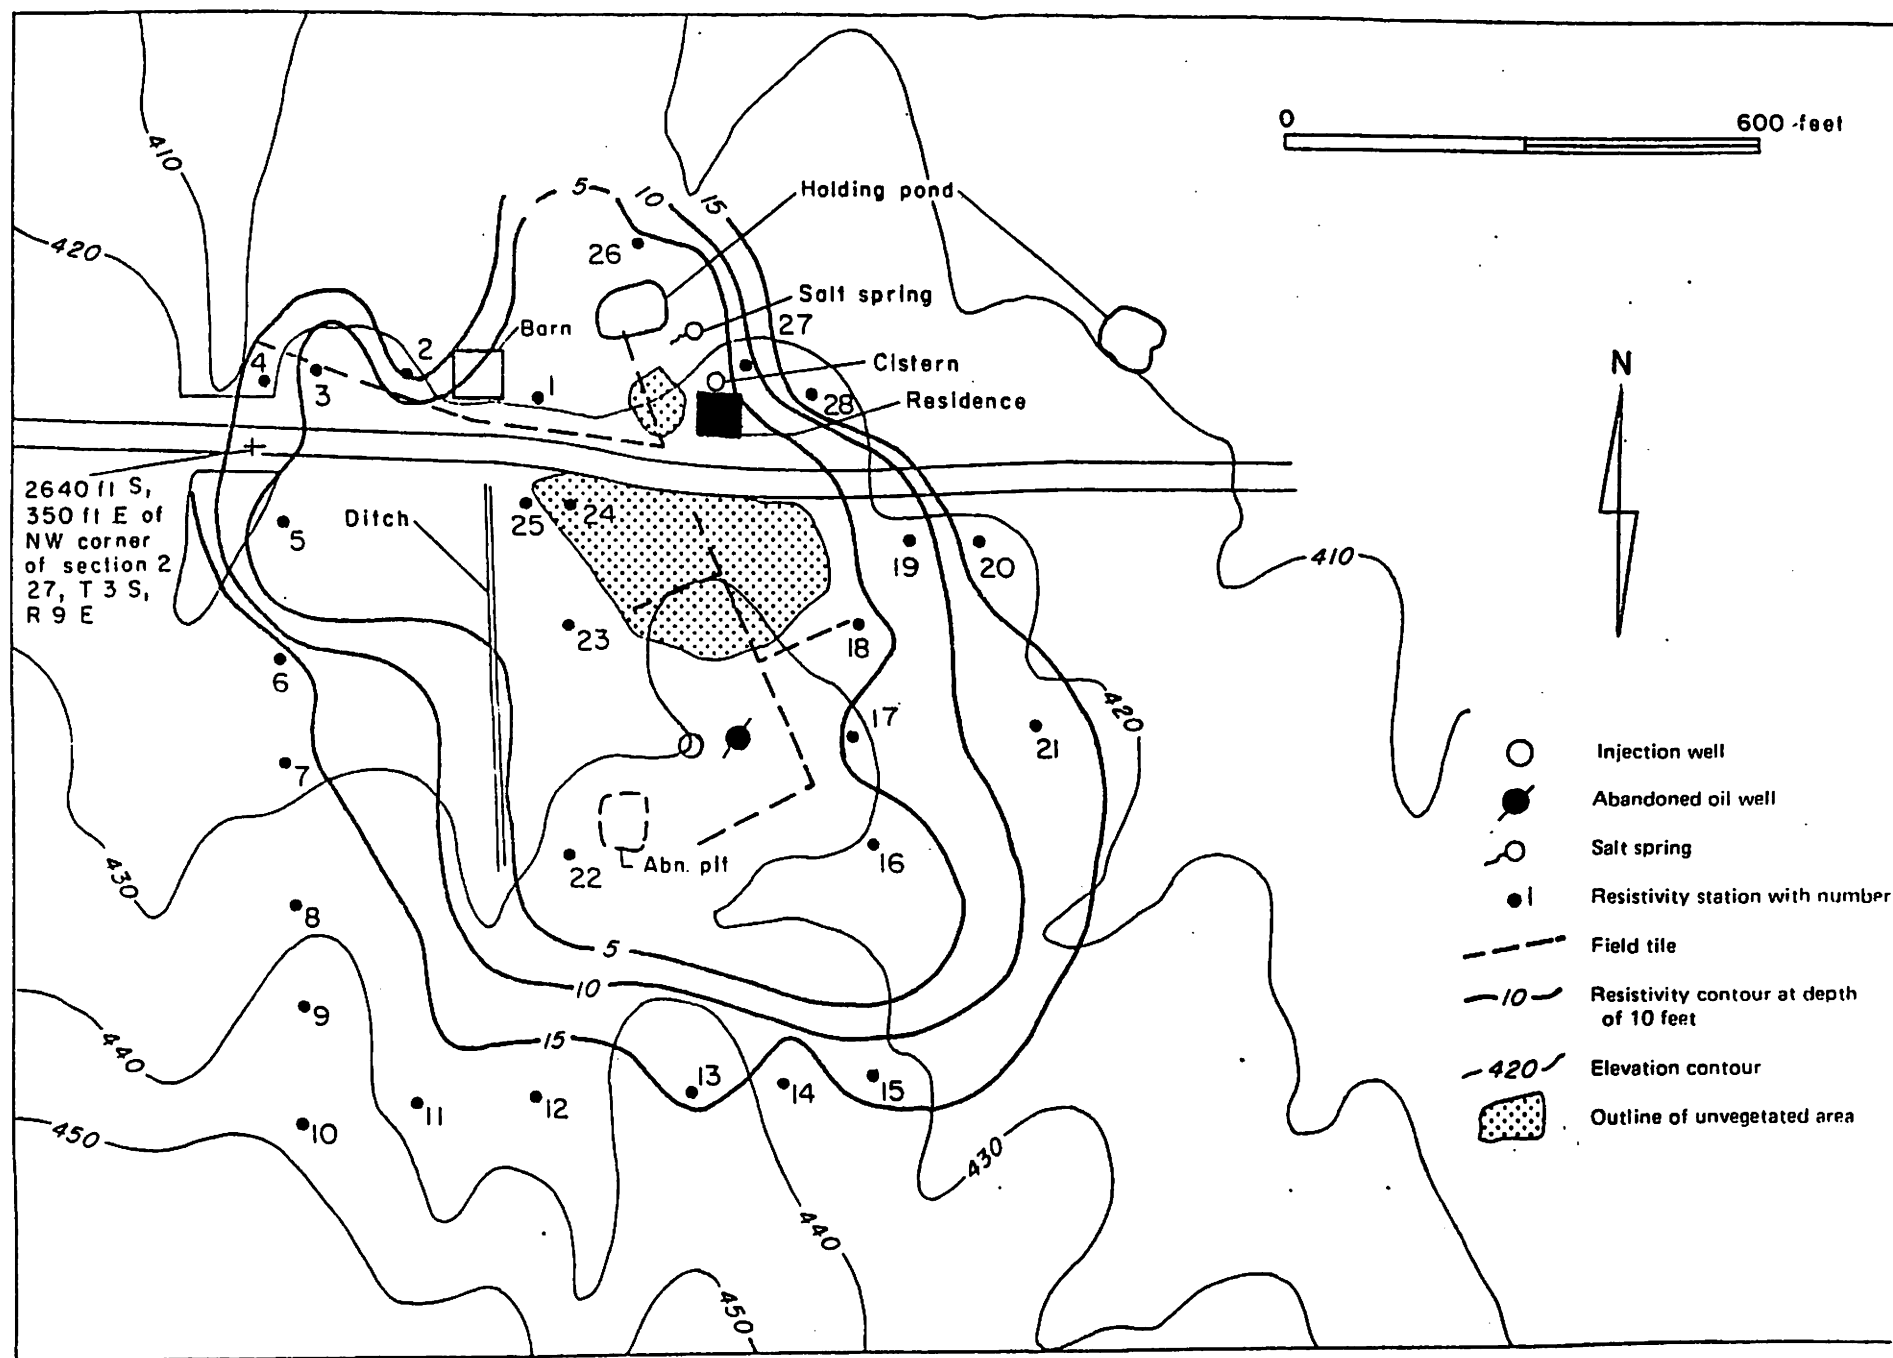 0 600 feet
410
Holding pond
5 10 15
420
26
Salt spring
27
Barn
2
Cistern
4
3
1
28
Residence
N
2640 ft S,
350 ft E of
NW corner
of section 2
27, T 3 S,
R 9 E
Ditch
5
25
24
19
20
410
23
18
6
420
17
21
7
Injection well
Abandoned oil well
16
Salt spring
22
Abn. pit
430
8
1 Resistivity station with number
5
Field tile
10
9
10 Resistivity contour at depth
of 10 feet
15
440
13
14
15
420 Elevation contour
12
11
10
450
Outline of unvegetated area
430
440
450